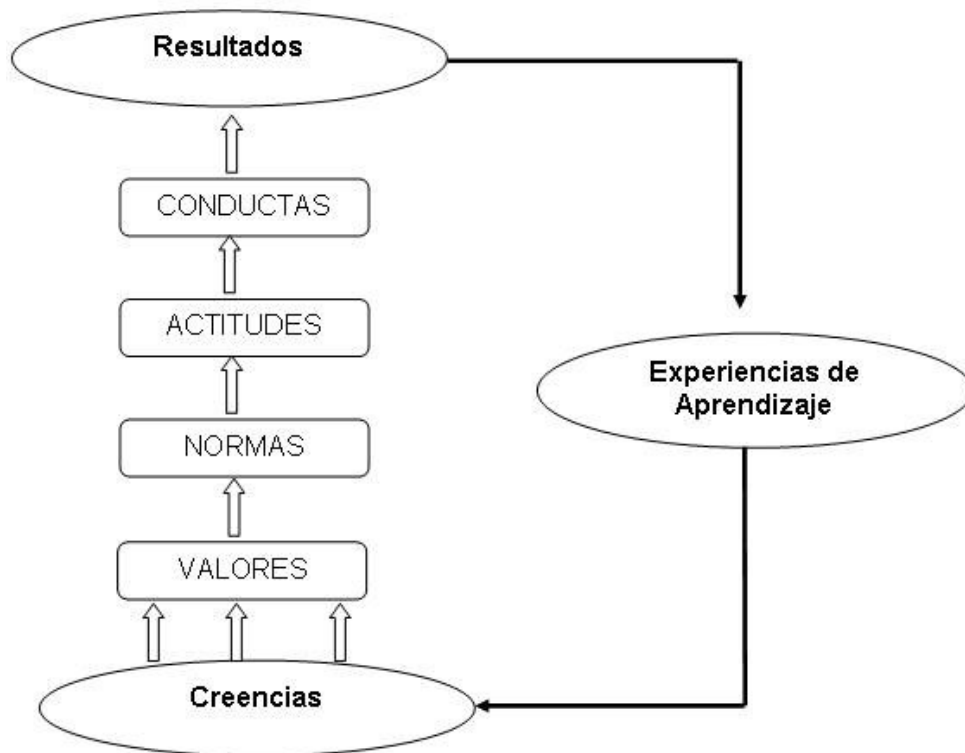 Resultados
CONDUCTAS
ACTITUDES
NORMAS
VALORES
Creencias
Experiencias de
Aprendizaje